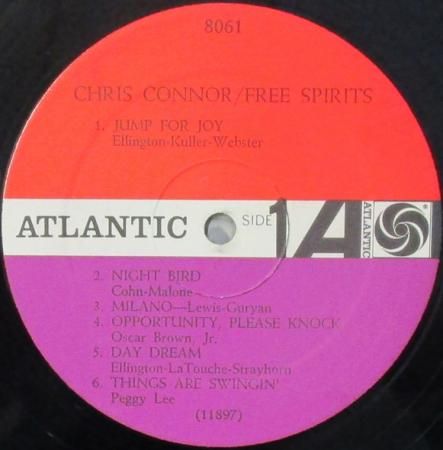 8061
CHRIS CONNOR/FREE SPIRITS
1. JUMP FOR JOY
Ellington-Kuller-Webster
ATLANTIC SIDE 1 A ATLANTIC
2. NIGHT BIRD
Cohn-Malone
3. MILANO—Lewis-Guryan
4. OPPORTUNITY, PLEASE KNOCK
Oscar Brown, Jr.
5. DAY DREAM
Ellington-LaTouche-Strayhorn
6. THINGS ARE SWINGIN'
Peggy Lee
(11897)